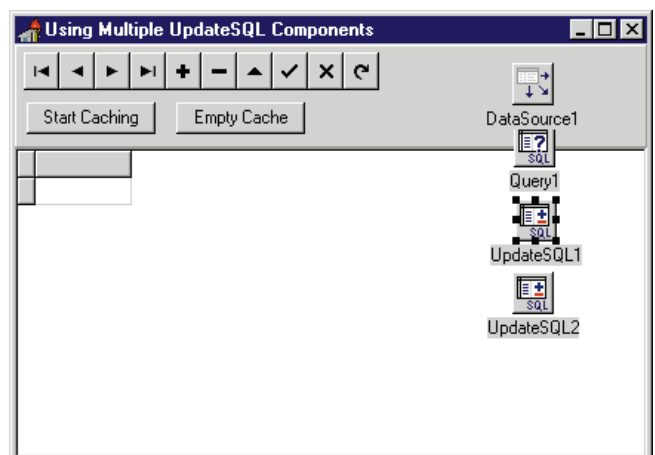 Using Multiple UpdateSQL Components
Start Caching
Empty Cache
DataSource1
?
SQL
Query1
SQL
UpdateSQL1
SQL
UpdateSQL2